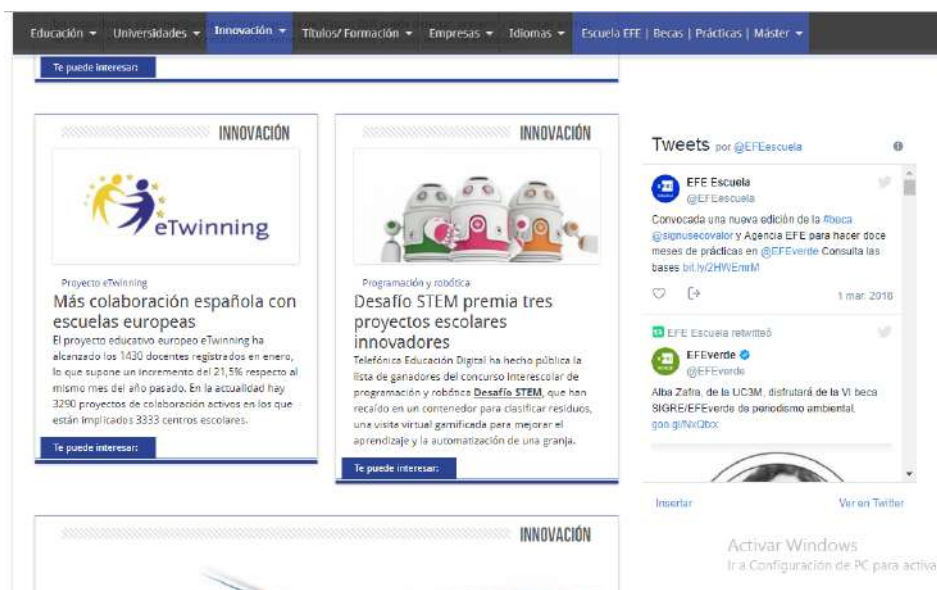 Educación Universidades Innovación Títulos/ Formación Empresas Idiomas Escuela EFE | Becas | Prácticas | Máster
Te puede interesar:
INNOVACIÓN
eTwinning
Proyecto eTwinning
Más colaboración española con
escuelas europeas
El proyecto educativo europeo eTwinning ha
alcanzado los 1430 docentes registrados en enero,
lo que supone un incremento del 21,5% respecto al
mismo mes del año pasado. En la actualidad hay
3290 proyectos de colaboración activos en los que
están implicados 3333 centros escolares.
Te puede interesar:
INNOVACIÓN
Programación y robótica
Desafío STEM premia tres
proyectos escolares
innovadores
Telefónica Educación Digital ha hecho pública la
lista de ganadores del concurso interescolar de
programación y robótica Desafío STEM, que han
recaído en un contenedor para clasificar residuos,
una visita virtual gamificada para mejorar el
aprendizaje y la automatización de una granja.
Te puede interesar:
INNOVACIÓN
Tweets por @EFEescuela
EFE Escuela
@EFEescuela
Convocada una nueva edición de la #beca
@signusecovalor y Agencia EFE para hacer doce
meses de prácticas en @EFEverde Consulta las
bases bit.ly/2HWEmrM
1 mar. 2018
EFE Escuela retwitteó
EFEverde
@EFEverde
Alba Zafra, de la UC3M, disfrutará de la VI beca
SIGRE/EFEverde de periodismo ambiental.
Insertar Ver en Twitter
Activar Windows
Ir a Configuración de PC para activa